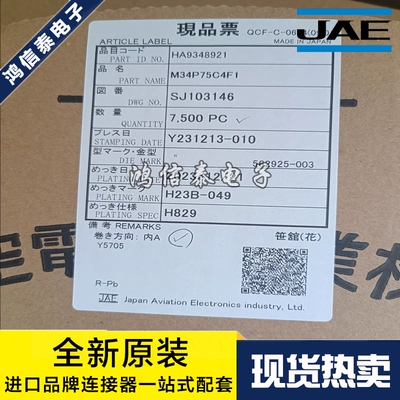 鸿信泰电子
JAE
現品票
ARTICLE LABEL
QCF-C-06
MADE IN JAPAN
品目コード
PART ID NO.
HA9348921
品名
PART NAME
M34P75C4F1
図番
DWG NO.
SJ103146
数量
QUANTITY
7,500 PC
プレス日
STAMPING DATE
Y231213-010
型マーク・金型
DIE MARK
"
503925-003
めっき日
PLATING DATE
めっきマーク
PLATING MARK
H23B-049
めっき仕様
PLATING SPEC
H829
鸿信泰电子
備考 REMARKS
巻き方向: 内A
笹舘(花)
Y5705
R-Pb
JAE Japan Aviation Electronics industry, Ltd.
全新原装
进口品牌连接器一站式配套
现货热卖